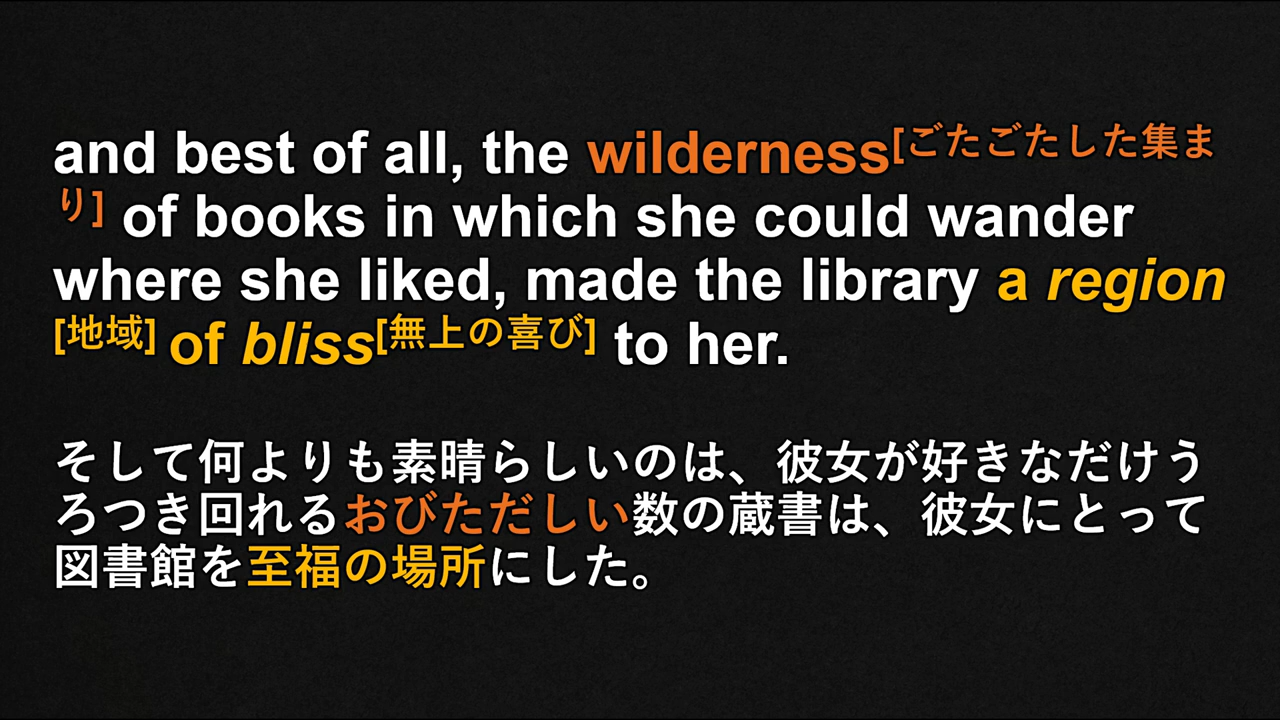 and best of all, the wilderness[ごたごたした集ま
り] of books in which she could wander
where she liked, made the library a region
[地域] of bliss[無上の喜び] to her.
そして何よりも素晴らしいのは、彼女が好きなだけう
ろつき回れるおびただしい数の蔵書は、彼女にとって
図書館を至福の場所にした。